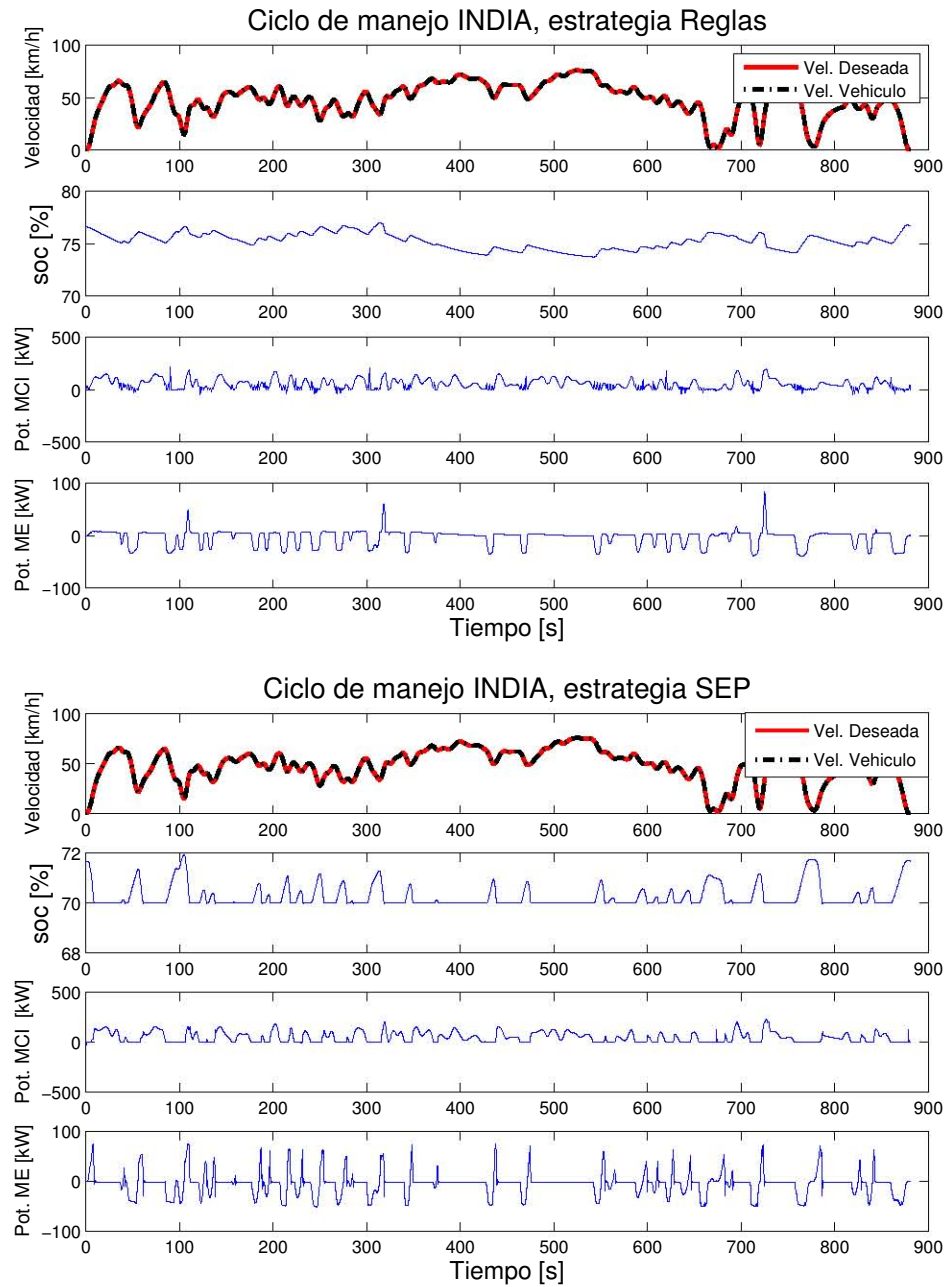 Ciclo de manejo INDIA, estrategia Reglas
Velocidad [km/h]
100
50
0
Vel. Deseada
Vel. Vehiculo
0 100 200 300 400 500 600 700 800 900
soc [%]
80
75
70
0 100 200 300 400 500 600 700 800 900
Pot. MCI [kW]
500
0
−500
0 100 200 300 400 500 600 700 800 900
Pot. ME [kW]
100
0
−100
0 100 200 300 400 500 600 700 800 900
Tiempo [s]
Ciclo de manejo INDIA, estrategia SEP
Velocidad [km/h]
100
50
0
Vel. Deseada
Vel. Vehiculo
0 100 200 300 400 500 600 700 800 900
soc [%]
72
70
68
0 100 200 300 400 500 600 700 800 900
Pot. MCI [kW]
500
0
−500
0 100 200 300 400 500 600 700 800 900
Pot. ME [kW]
100
0
−100
0 100 200 300 400 500 600 700 800 900
Tiempo [s]